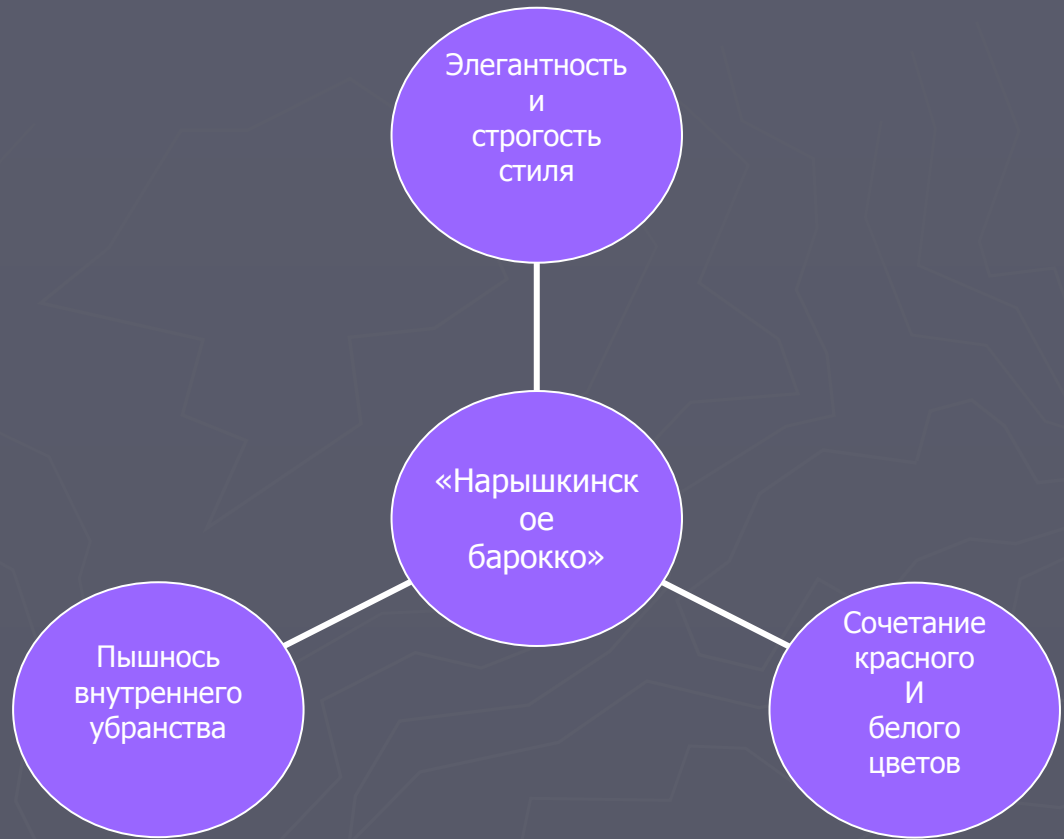 Элегантность
и
строгость
стиля
«Нарышкинск
ое
барокко»
Пышнось
внутреннего
убранства
Сочетание
красного
И
белого
цветов